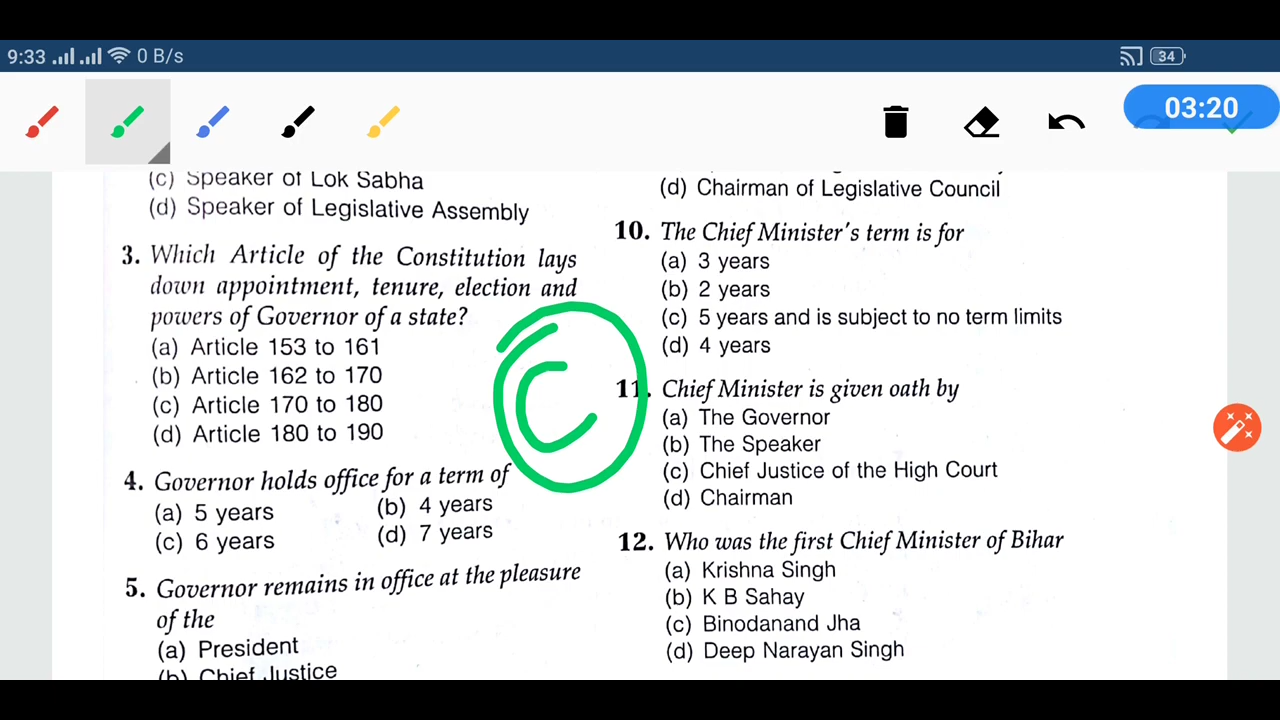 9:33 0 B/s 34
03:20
(c) Speaker of Lok Sabha
(d) Speaker of Legislative Assembly
3. Which Article of the Constitution lays
down appointment, tenure, election and
powers of Governor of a state?
(a) Article 153 to 161
(b) Article 162 to 170
(c) Article 170 to 180
(d) Article 180 to 190
4. Governor holds office for a term of
(a) 5 years (b) 4 years
(c) 6 years (d) 7 years
5. Governor remains in office at the pleasure
of the
(a) President
(b) Chief Justice
C
(d) Chairman of Legislative Council
10. The Chief Minister's term is for
(a) 3 years
(b) 2 years
(c) 5 years and is subject to no term limits
(d) 4 years
11. Chief Minister is given oath by
(a) The Governor
(b) The Speaker
(c) Chief Justice of the High Court
(d) Chairman
12. Who was the first Chief Minister of Bihar
(a) Krishna Singh
(b) K B Sahay
(c) Binodanand Jha
(d) Deep Narayan Singh